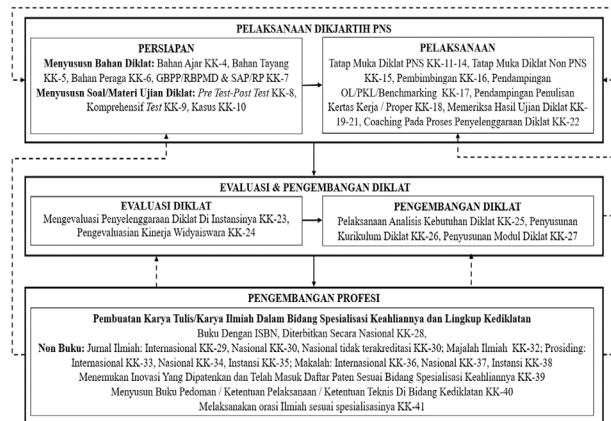 PELAKSANAAN DIKJARTIH PNS
PERSIAPAN
Menyususn Bahan Diklat: Bahan Ajar KK-4, Bahan Tayang
KK-5, Bahan Peraga KK-6, GBPP/RBPMD & SAP/RP KK-7
Menyususn Soal/Materi Ujian Diklat: Pre Test-Post Test KK-8,
Komprehensif Test KK-9, Kasus KK-10
PELAKSANAAN
Tatap Muka Diklat PNS KK-11-14, Tatap Muka Diklat Non PNS
KK-15, Pembimbingan KK-16, Pendampingan
OL/PKL/Benchmarking KK-17, Pendampingan Penulisan
Kertas Kerja / Proper KK-18, Memeriksa Hasil Ujian Diklat KK-
19-21, Coaching Pada Proses Penyelenggaraan Diklat KK-22
EVALUASI & PENGEMBANGAN DIKLAT
EVALUASI DIKLAT
Mengevaluasi Penyelenggaraan Diklat Di Instansinya KK-23,
Pengevaluasian Kinerja Widyaiswara KK-24
PENGEMBANGAN DIKLAT
Pelaksanaan Analisis Kebutuhan Diklat KK-25, Penyusunan
Kurikulum Diklat KK-26, Penyusunan Modul Diklat KK-27
PENGEMBANGAN PROFESI
Pembuatan Karya Tulis/Karya Ilmiah Dalam Bidang Spesialisasi Keahliannya dan Lingkup Kediklatan
Buku Dengan ISBN, Diterbitkan Secara Nasional KK-28,
Non Buku: Jurnal Ilmiah: Internasional KK-29, Nasional KK-30, Nasional tidak terakreditasi KK-30; Majalah Ilmiah KK-32; Prosiding:
Internasional KK-33, Nasional KK-34, Instansi KK-35; Makalah: Internasional KK-36, Nasional KK-37, Instansi KK-38
Menemukan Inovasi Yang Dipatenkan dan Telah Masuk Daftar Paten Sesuai Bidang Spesialisasi Keahliannya KK-39
Menyusun Buku Pedoman / Ketentuan Pelaksanaan / Ketentuan Teknis Di Bidang Kediklatan KK-40
Melaksanakan orasi Ilmiah sesuai spesialisasinya KK-41